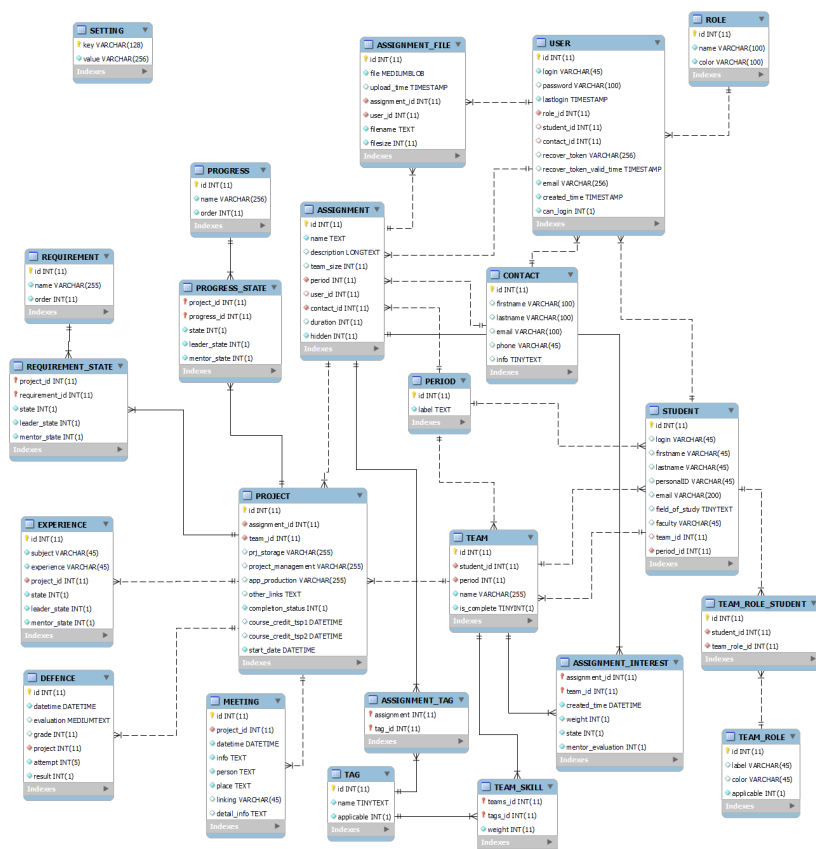 SETTING
key VARCHAR(128)
value VARCHAR(256)
Indexes
ASSIGNMENT_FILE
id INT(11)
file MEDIUMBLOB
upload_time TIMESTAMP
assignment_id INT(11)
user_id INT(11)
filename TEXT
filesize INT(11)
Indexes
USER
id INT(11)
login VARCHAR(45)
password VARCHAR(100)
lastlogin TIMESTAMP
role_id INT(11)
student_id INT(11)
contact_id INT(11)
recover_token VARCHAR(256)
recover_token_valid_time TIMESTAMP
email VARCHAR(256)
created_time TIMESTAMP
can_login INT(1)
Indexes
ROLE
id INT(11)
name VARCHAR(100)
color VARCHAR(100)
Indexes
PROGRESS
id INT(11)
name VARCHAR(256)
order INT(11)
Indexes
ASSIGNMENT
id INT(11)
name TEXT
description LONGTEXT
team_size INT(11)
period INT(11)
user_id INT(11)
contact_id INT(11)
duration INT(11)
hidden INT(11)
Indexes
REQUIREMENT
id INT(11)
name VARCHAR(255)
order INT(11)
Indexes
PROGRESS_STATE
project_id INT(11)
progress_id INT(11)
state INT(1)
leader_state INT(1)
mentor_state INT(1)
Indexes
CONTACT
id INT(11)
firstname VARCHAR(100)
lastname VARCHAR(100)
email VARCHAR(100)
phone VARCHAR(45)
info TINYTEXT
Indexes
REQUIREMENT_STATE
project_id INT(11)
requirement_id INT(11)
state INT(1)
leader_state INT(1)
mentor_state INT(1)
Indexes
PERIOD
id INT(11)
label TEXT
Indexes
STUDENT
id INT(11)
login VARCHAR(45)
firstname VARCHAR(45)
lastname VARCHAR(45)
personalID VARCHAR(45)
email VARCHAR(200)
field_of_study TINYTEXT
faculty VARCHAR(45)
team_id INT(11)
period_id INT(11)
Indexes
PROJECT
id INT(11)
assignment_id INT(11)
team_id INT(11)
prj_storage VARCHAR(255)
project_management VARCHAR(255)
app_production VARCHAR(255)
other_links TEXT
completion_status INT(1)
course_credit_tsp1 DATETIME
course_credit_tsp2 DATETIME
start_date DATETIME
Indexes
EXPERIENCE
id INT(11)
subject VARCHAR(45)
experience VARCHAR(45)
project_id INT(11)
state INT(1)
leader_state INT(1)
mentor_state INT(1)
Indexes
TEAM
id INT(11)
student_id INT(11)
period INT(11)
name VARCHAR(255)
is_complete TINYINT(1)
Indexes
TEAM_ROLE_STUDENT
id INT(11)
student_id INT(11)
team_role_id INT(11)
Indexes
DEFENCE
id INT(11)
datetime DATETIME
evaluation MEDIUMTEXT
grade INT(11)
project INT(11)
attempt INT(5)
result INT(1)
Indexes
MEETING
id INT(11)
project_id INT(11)
datetime DATETIME
info TEXT
person TEXT
place TEXT
linking VARCHAR(45)
detail_info TEXT
Indexes
ASSIGNMENT_TAG
assignment INT(11)
tag_id INT(11)
Indexes
ASSIGNMENT_INTEREST
assignment_id INT(11)
team_id INT(11)
created_time DATETIME
weight INT(1)
state INT(1)
mentor_evaluation INT(1)
Indexes
TEAM_ROLE
id INT(11)
label VARCHAR(45)
color VARCHAR(45)
applicable INT(1)
Indexes
TAG
id INT(11)
name TINYTEXT
applicable INT(1)
Indexes
TEAM_SKILL
teams_id INT(11)
tags_id INT(11)
weight INT(11)
Indexes